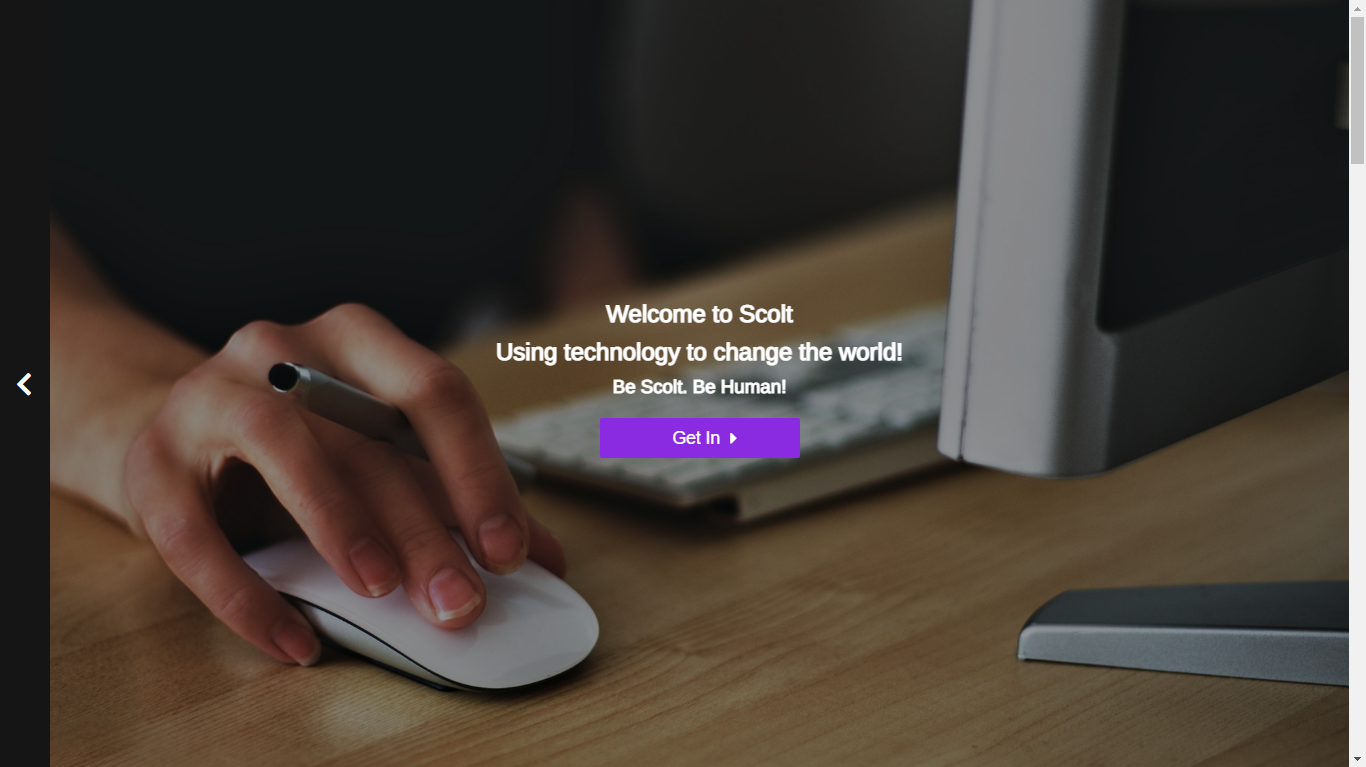 Welcome to Scolt
Using technology to change the world!
Be Scolt. Be Human!
Get In